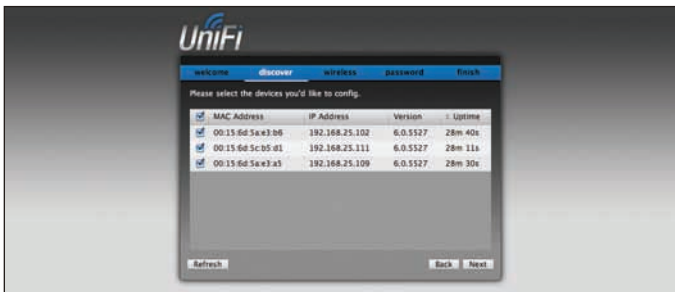 UniFi
welcome discover wireless password finish
Please select the devices you'd like to config.
MAC Address IP Address Version Uptime
00:15:6d:5a:e3:b6 192.168.25.102 6.0.5527 28m 40s
00:15:6d:5c:b5:d1 192.168.25.111 6.0.5527 28m 11s
00:15:6d:5a:e3:a5 192.168.25.109 6.0.5527 28m 30s
Refresh Back Next